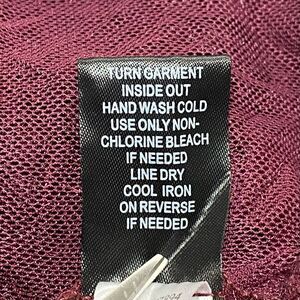 TURN GARMENT
INSIDE OUT
HAND WASH COLD
USE ONLY NON-
CHLORINE BLEACH
IF NEEDED
LINE DRY
COOL IRON
ON REVERSE
IF NEEDED